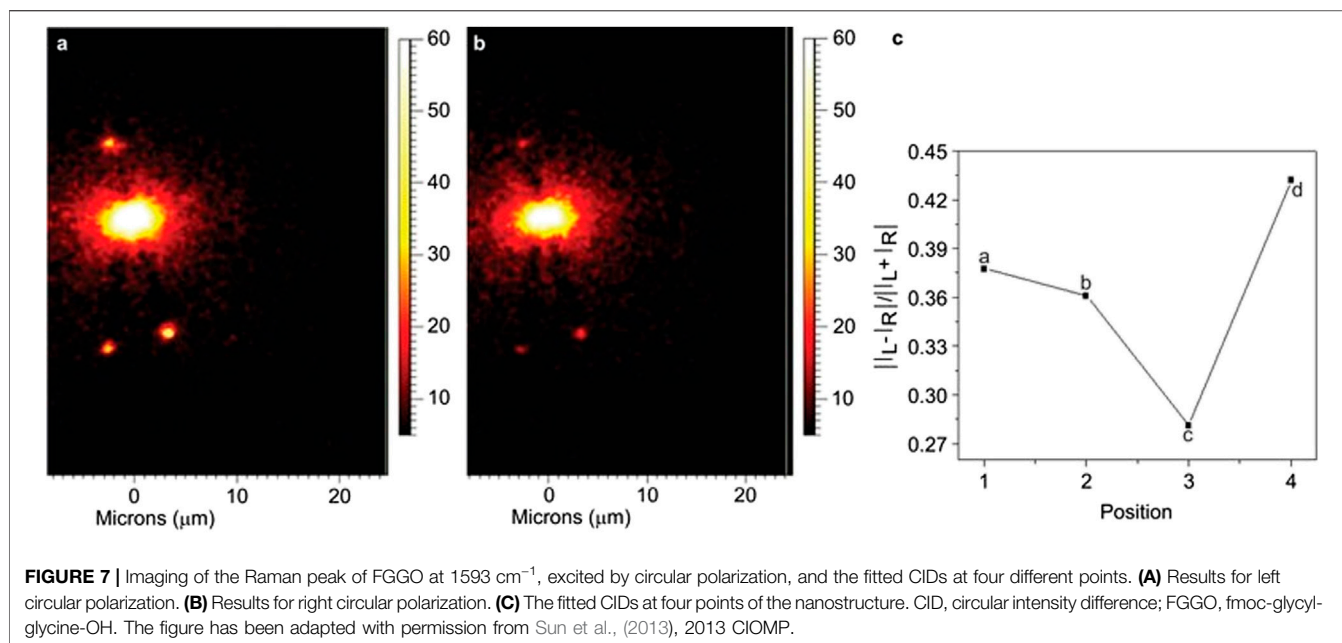 a
60
50
40
30
20
10
0
10
20
Microns (μm)
b
60
50
40
30
20
10
0
10
20
Microns (μm)
c
0.45
0.42
0.39
0.36
0.33
0.30
0.27
|I_L-I_R|/|I_L+I_R|
a
b
c
d
1
2
3
4
Position
FIGURE 7 | Imaging of the Raman peak of FGGO at 1593 cm⁻¹, excited by circular polarization, and the fitted CIDs at four different points. (A) Results for left
circular polarization. (B) Results for right circular polarization. (C) The fitted CIDs at four points of the nanostructure. CID, circular intensity difference; FGGO, fmoc-glycyl-
glycine-OH. The figure has been adapted with permission from Sun et al., (2013), 2013 CIOMP.